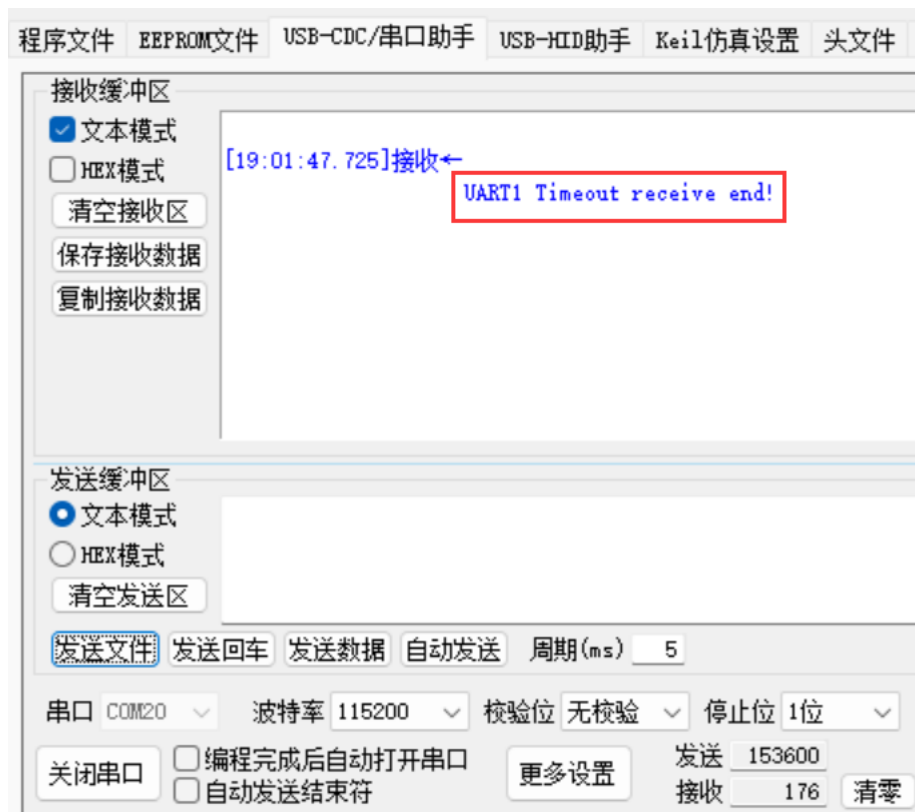 程序文件 EEPROM文件 USB-CDC/串口助手 USB-HID助手 Keil仿真设置 头文件
接收缓冲区
文本模式
HEX模式
清空接收区
保存接收数据
复制接收数据
[19:01:47.725]接收←
UART1 Timeout receive end!
发送缓冲区
文本模式
HEX模式
清空发送区
发送文件 发送回车 发送数据 自动发送 周期(ms) 5
串口 COM20 波特率 115200 校验位 无校验 停止位 1位
关闭串口 编程完成后自动打开串口 更多设置 发送 153600
自动发送结束符 接收 176 清零